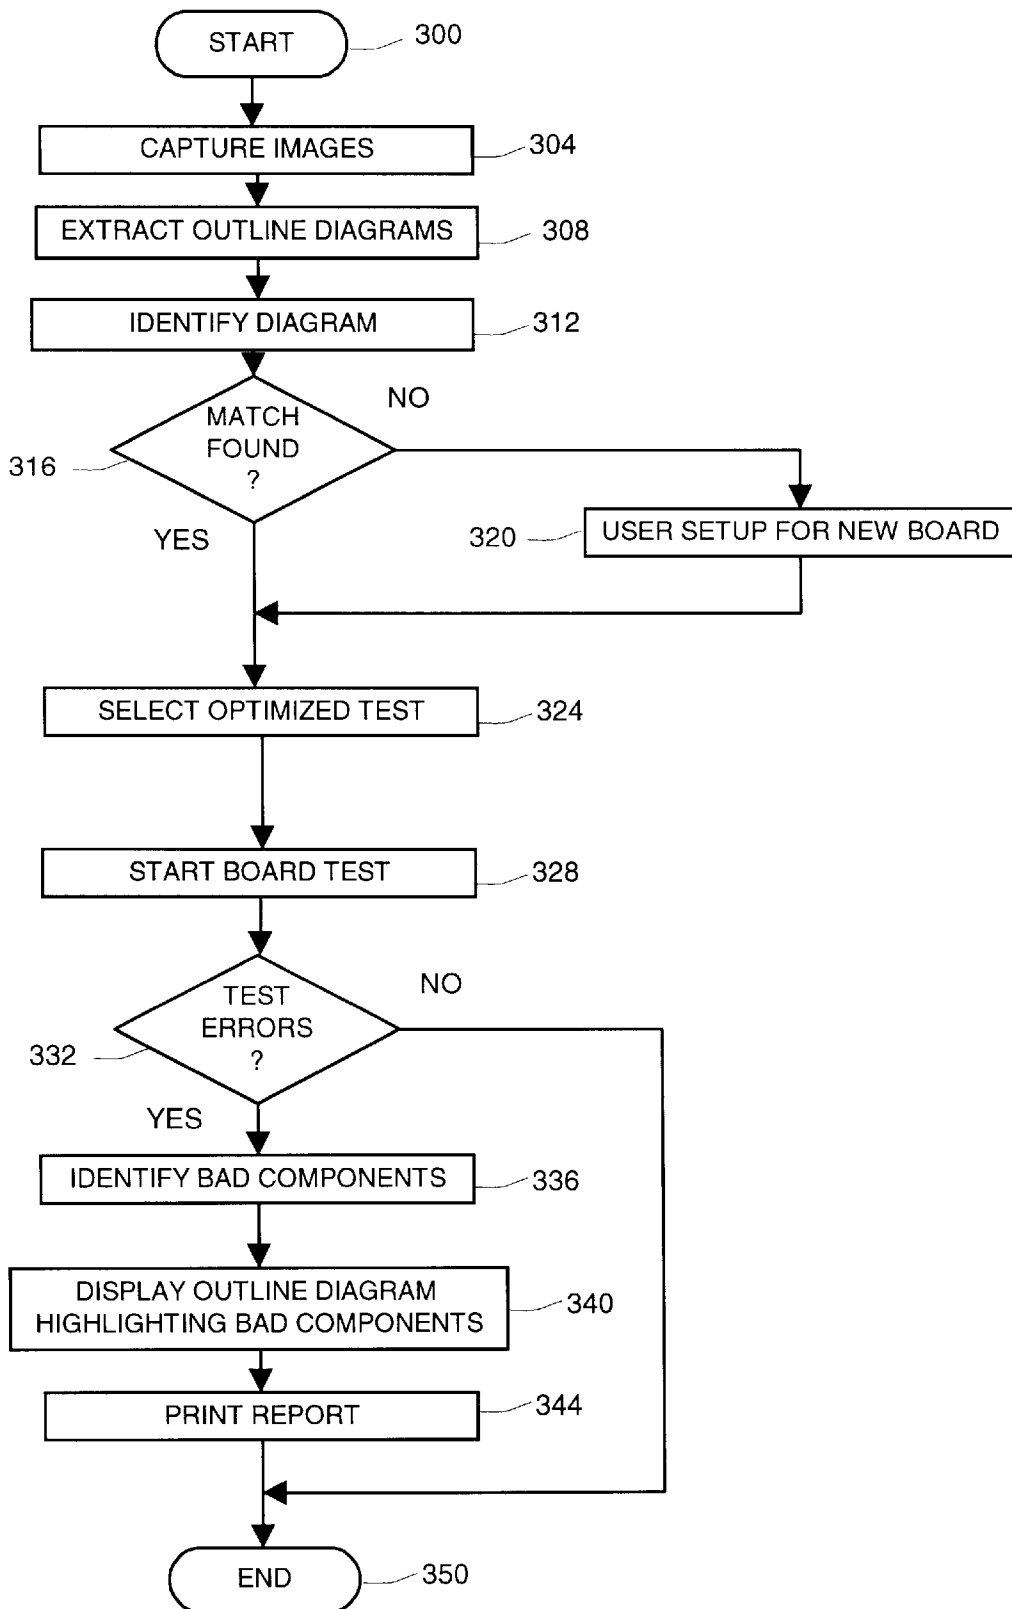 START
300
CAPTURE IMAGES
304
EXTRACT OUTLINE DIAGRAMS
308
IDENTIFY DIAGRAM
312
MATCH
FOUND
?
NO
316
YES
320
USER SETUP FOR NEW BOARD
SELECT OPTIMIZED TEST
324
START BOARD TEST
328
TEST
ERRORS
?
NO
332
YES
IDENTIFY BAD COMPONENTS
336
DISPLAY OUTLINE DIAGRAM
HIGHLIGHTING BAD COMPONENTS
340
PRINT REPORT
344
END
350